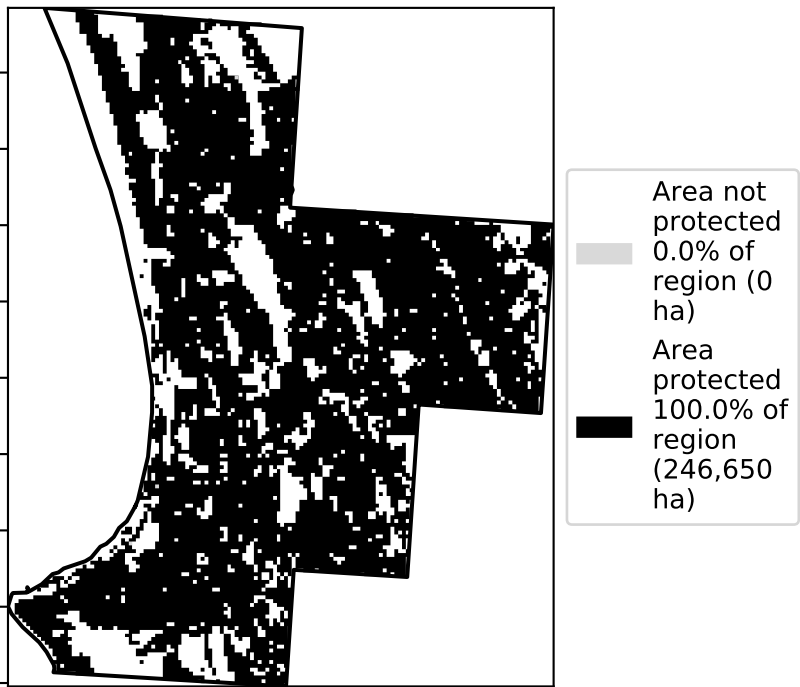 Area not
protected
0.0% of
region (0
ha)
Area
protected
100.0% of
region
(246,650
ha)